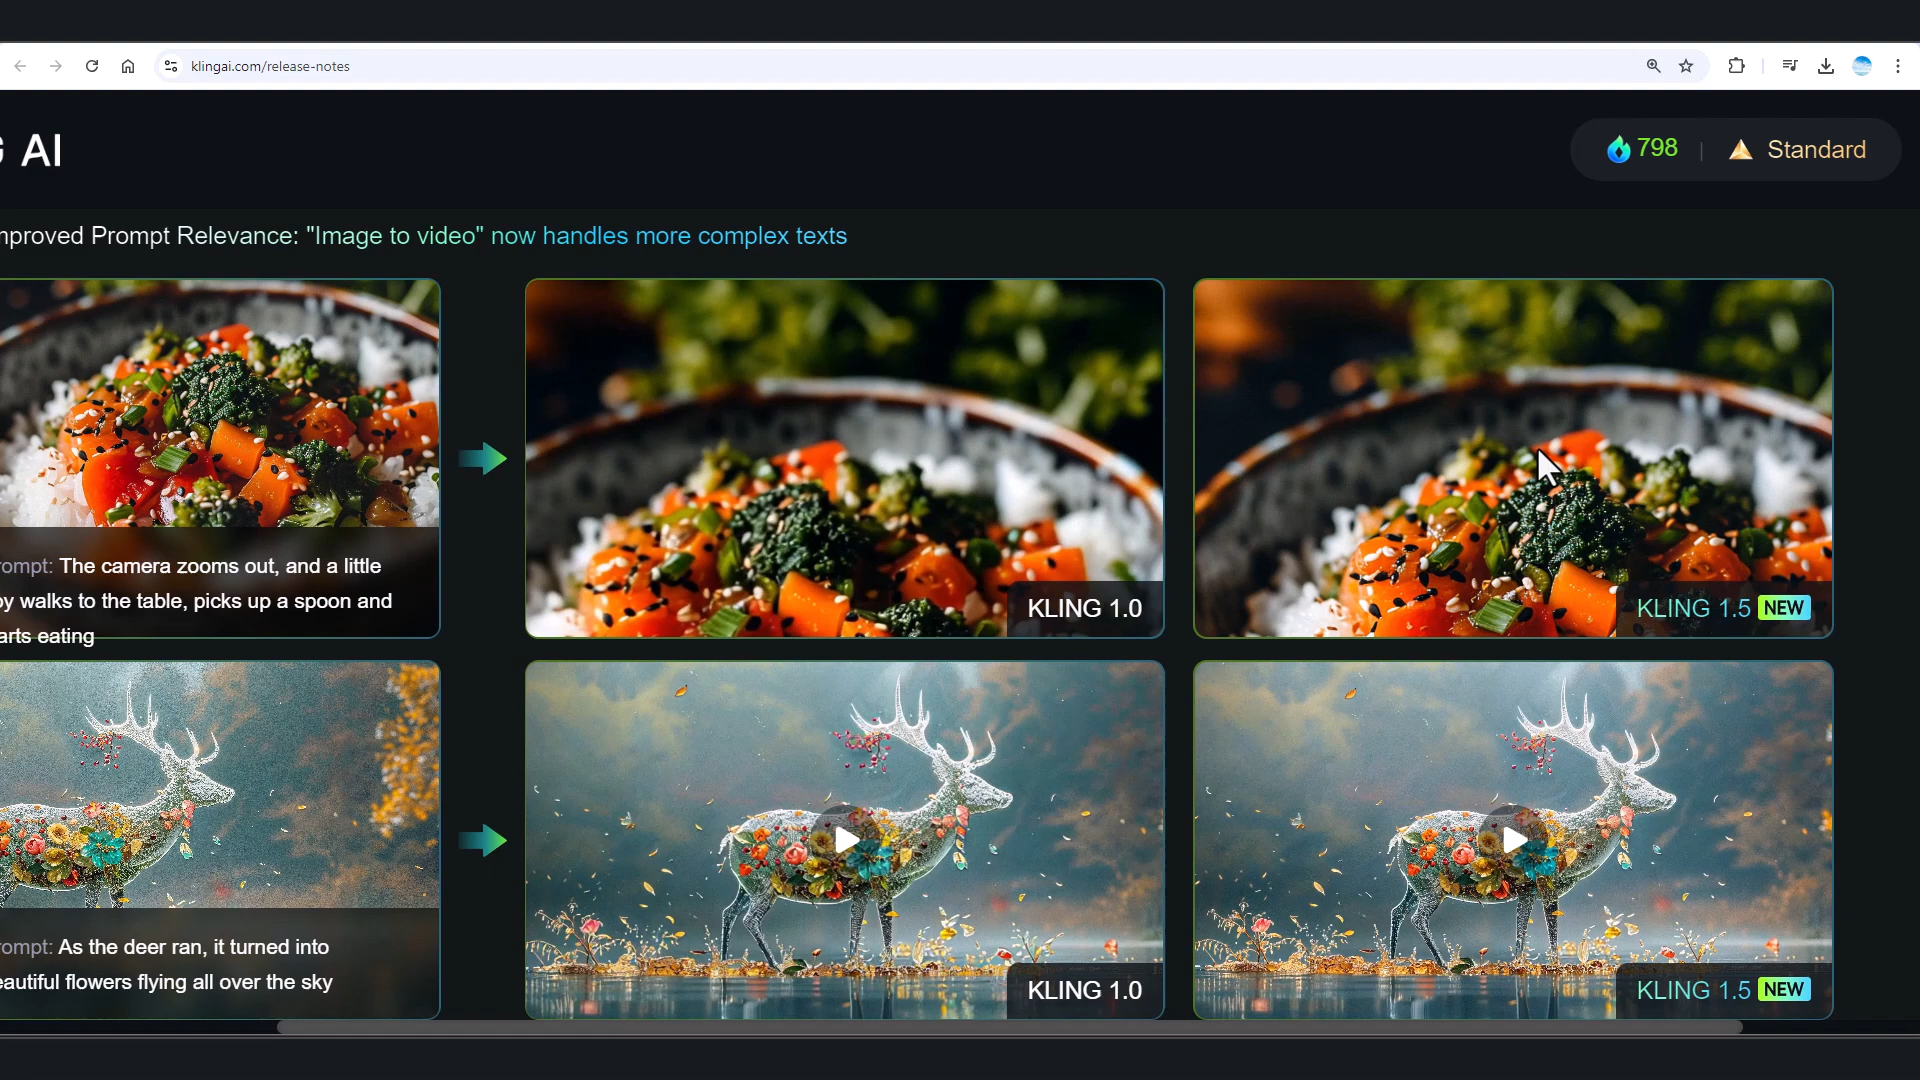 klingai.com/release-notes
AI
798 | Standard
mproved Prompt Relevance: "Image to video" now handles more complex texts
KLING 1.0
KLING 1.5 NEW
ompt: The camera zooms out, and a little
oy walks to the table, picks up a spoon and
arts eating
KLING 1.0
KLING 1.5 NEW
ompt: As the deer ran, it turned into
eautiful flowers flying all over the sky